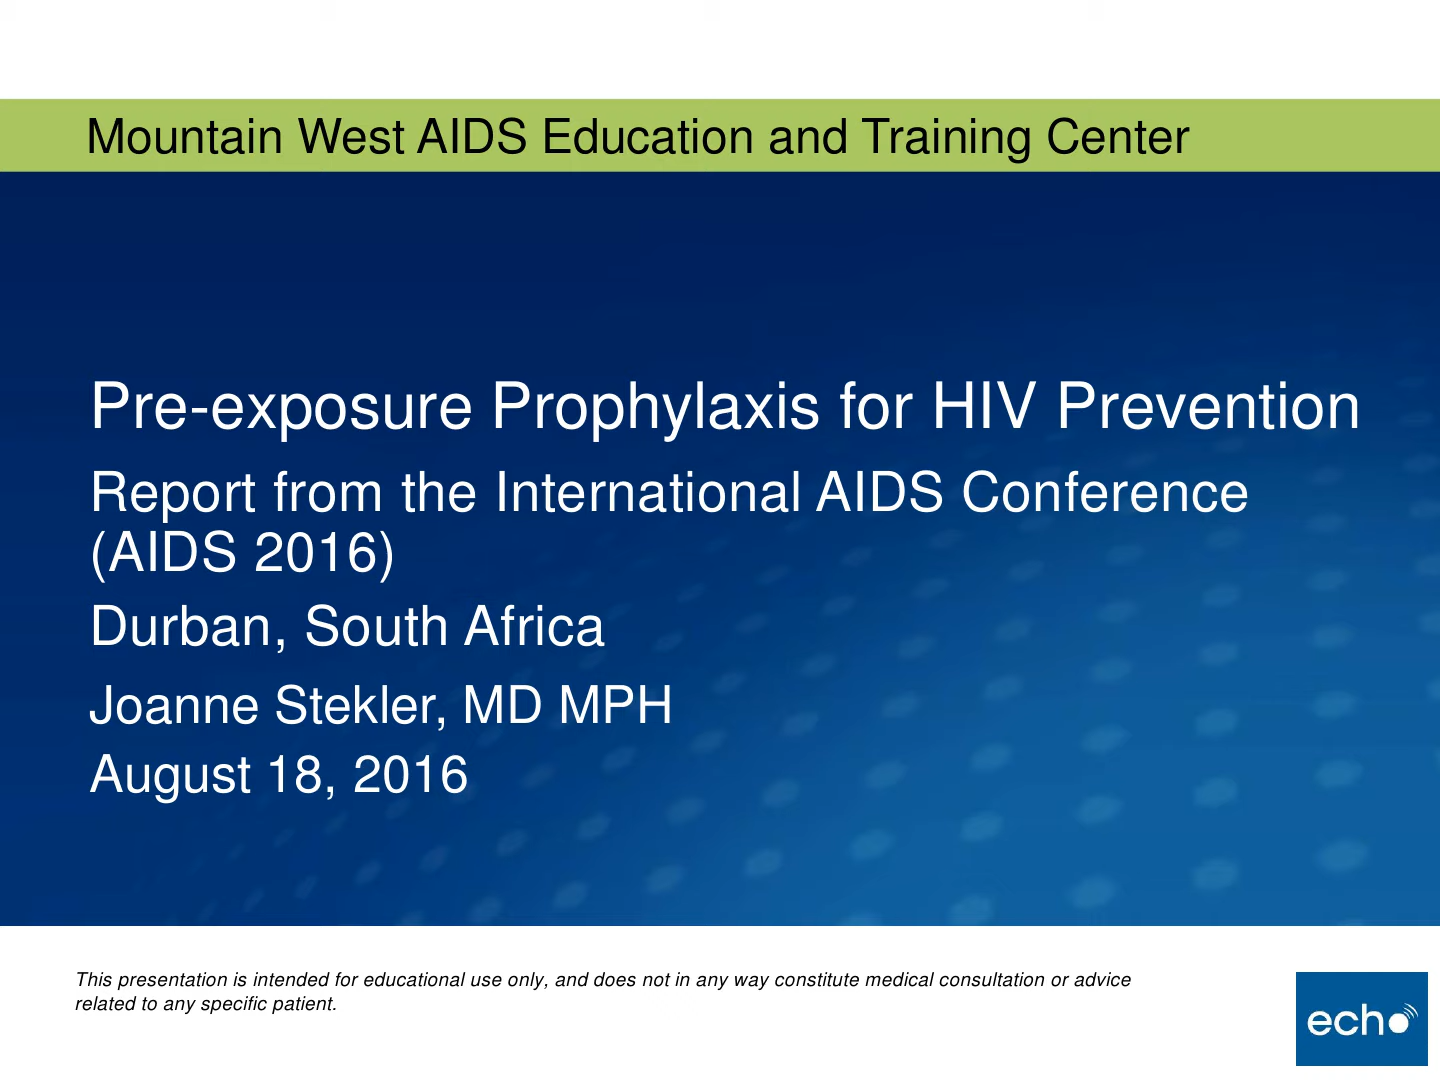 Mountain West AIDS Education and Training Center
Pre-exposure Prophylaxis for HIV Prevention
Report from the International AIDS Conference
(AIDS 2016)
Durban, South Africa
Joanne Stekler, MD MPH
August 18, 2016
This presentation is intended for educational use only, and does not in any way constitute medical consultation or advice
related to any specific patient.
echo